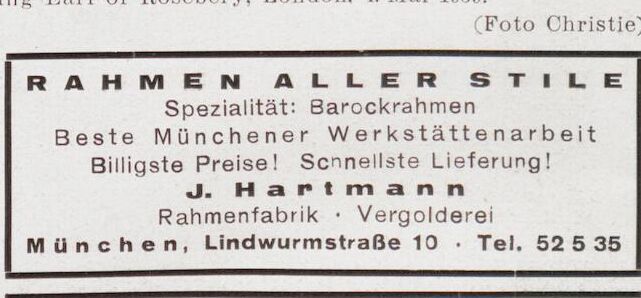 (Foto Christie)
RAHMEN ALLER STILE
Spezialität: Barockrahmen
Beste Münchener Werkstättenarbeit
Billigste Preise! Schnellste Lieferung!
J. Hartmann
Rahmenfabrik · Vergolderei
München, Lindwurmstraße 10 · Tel. 52 5 35